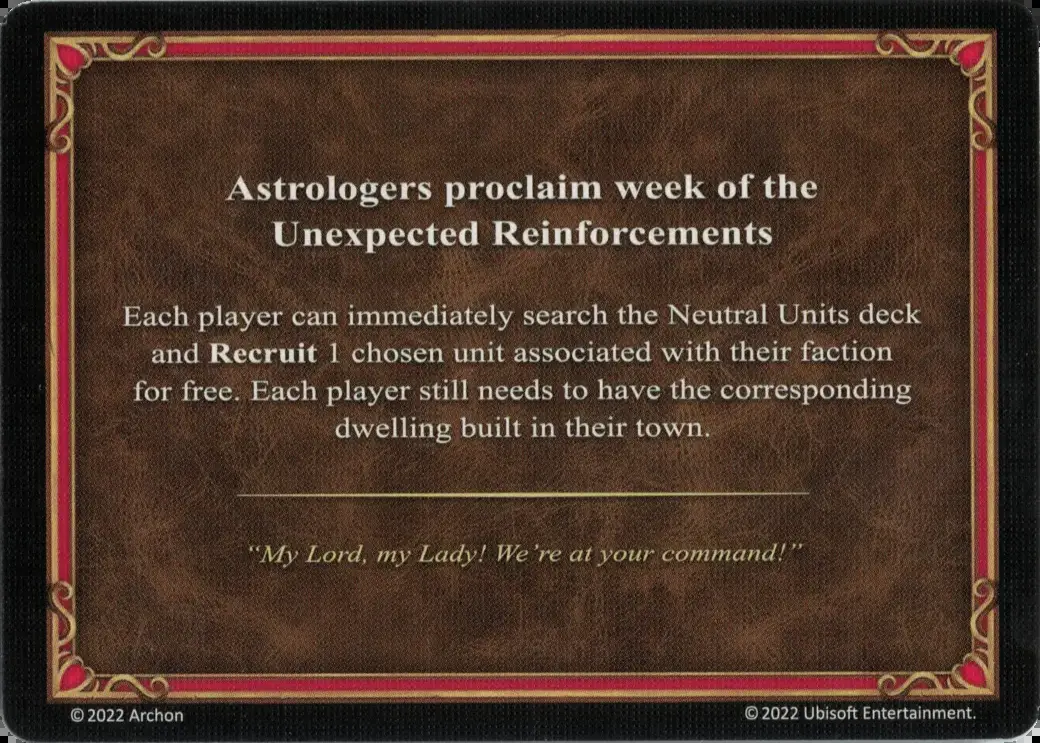 Astrologers proclaim week of the
Unexpected Reinforcements
Each player can immediately search the Neutral Units deck
and Recruit 1 chosen unit associated with their faction
for free. Each player still needs to have the corresponding
dwelling built in their town.
“My Lord, my Lady! We’re at your command!”
© 2022 Archon
© 2022 Ubisoft Entertainment.